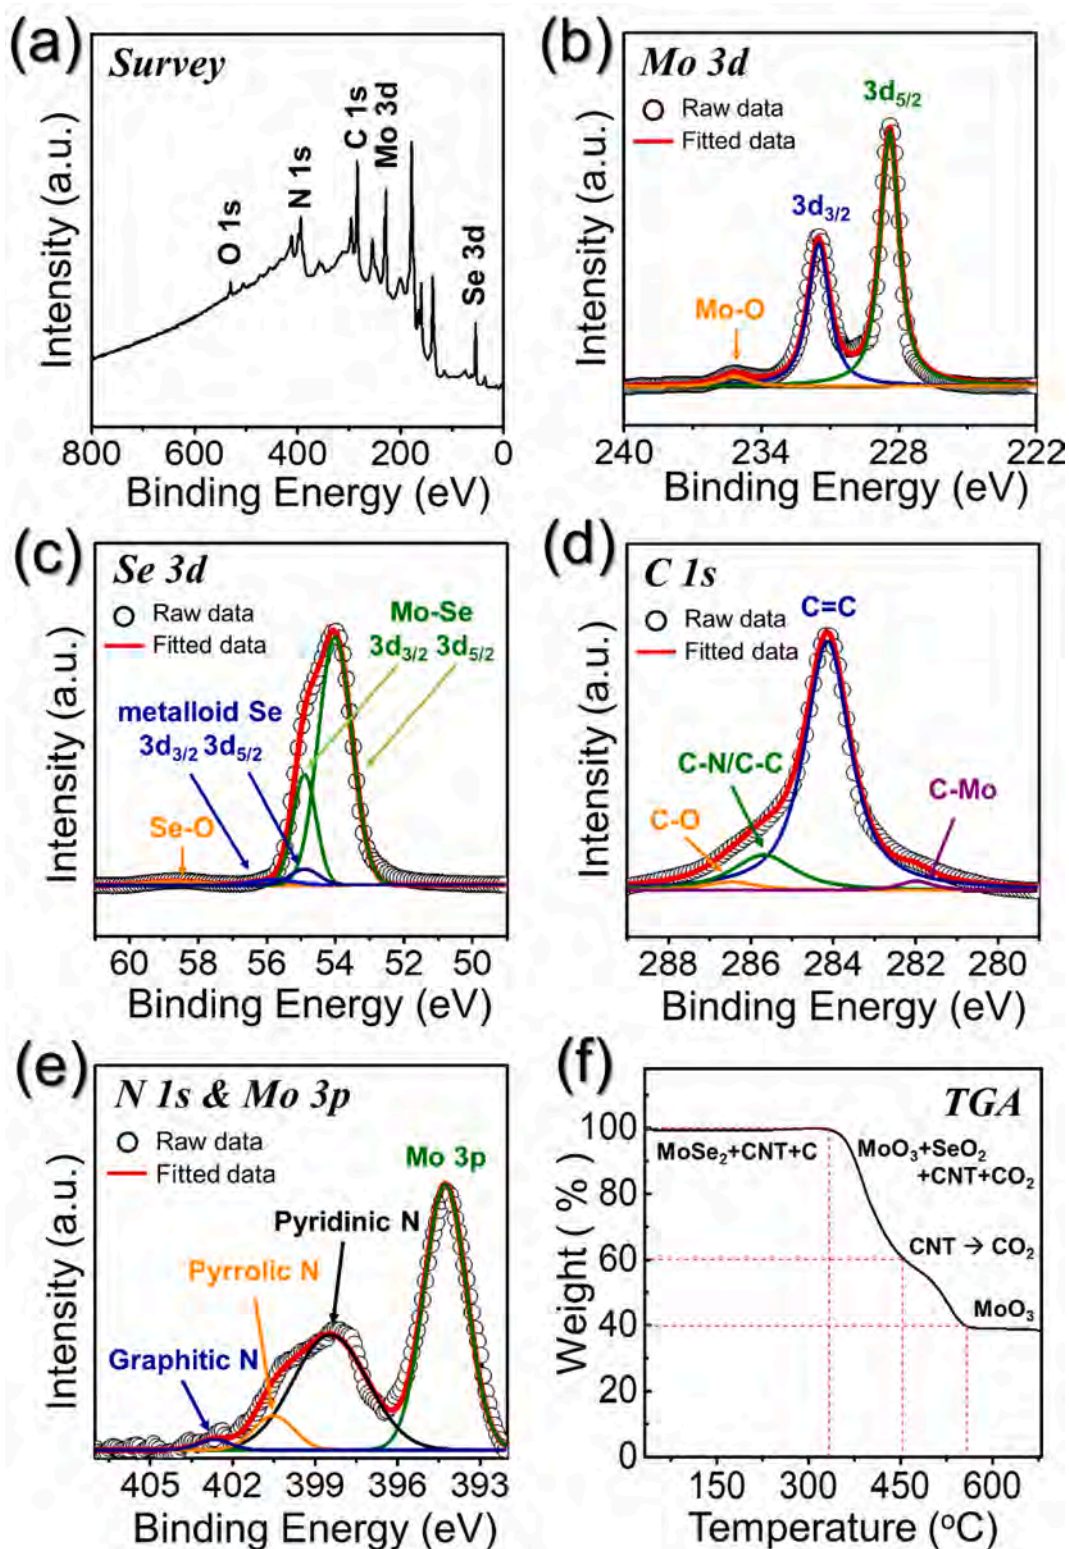 (a)
Survey
O 1s
N 1s
C 1s
Mo 3d
Se 3d
Intensity (a.u.)
800 600 400 200 0
Binding Energy (eV)
(b)
Mo 3d
Raw data
Fitted data
3d5/2
3d3/2
Mo-O
Intensity (a.u.)
240 234 228 222
Binding Energy (eV)
(c)
Se 3d
Raw data
Fitted data
Mo-Se
3d3/2 3d5/2
metalloid Se
3d3/2 3d5/2
Se-O
Intensity (a.u.)
60 58 56 54 52 50
Binding Energy (eV)
(d)
C 1s
Raw data
Fitted data
C=C
C-N/C-C
C-O
C-Mo
Intensity (a.u.)
288 286 284 282 280
Binding Energy (eV)
(e)
N 1s & Mo 3p
Raw data
Fitted data
Mo 3p
Pyridinic N
Pyrrolic N
Graphitic N
Intensity (a.u.)
405 402 399 396 393
Binding Energy (eV)
(f)
TGA
MoSe2+CNT+C
MoO3+SeO2
+CNT+CO2
CNT → CO2
MoO3
Weight ( %)
100
80
60
40
20
0
150 300 450 600
Temperature (oC)